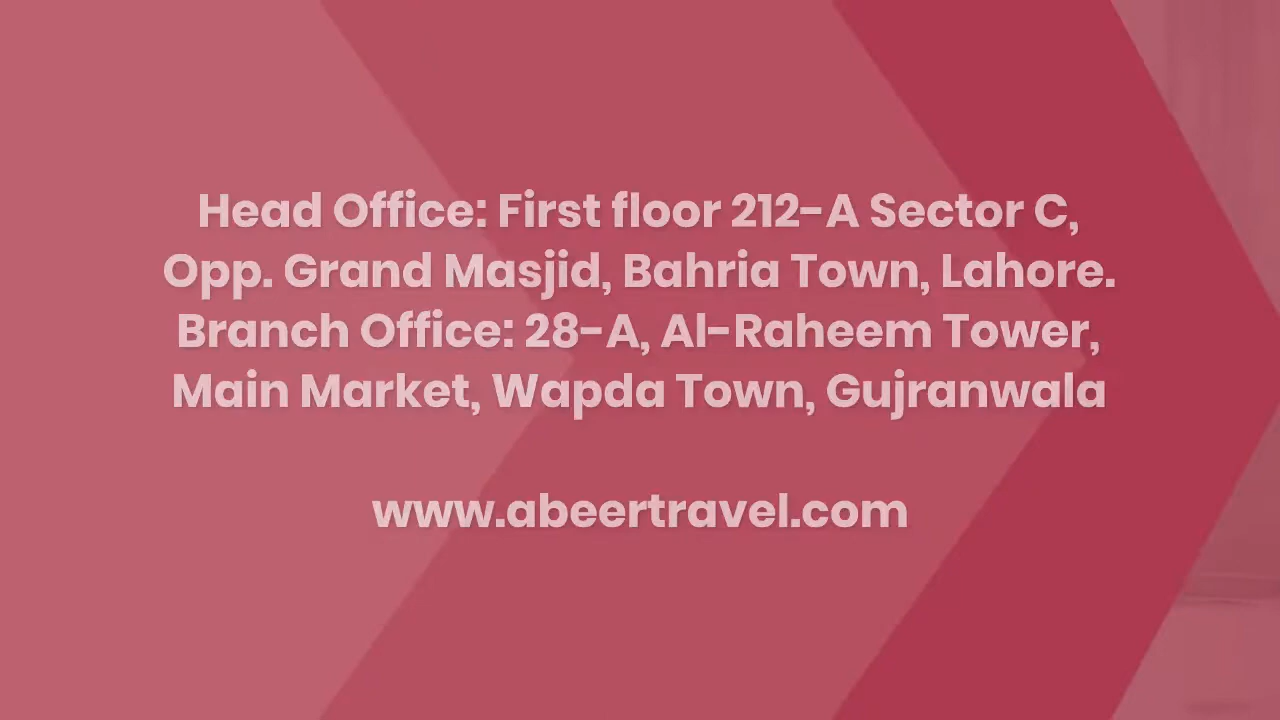 Head Office: First floor 212-A Sector C,
Opp. Grand Masjid, Bahria Town, Lahore.
Branch Office: 28-A, Al-Raheem Tower,
Main Market, Wapda Town, Gujranwala
www.abeertravel.com